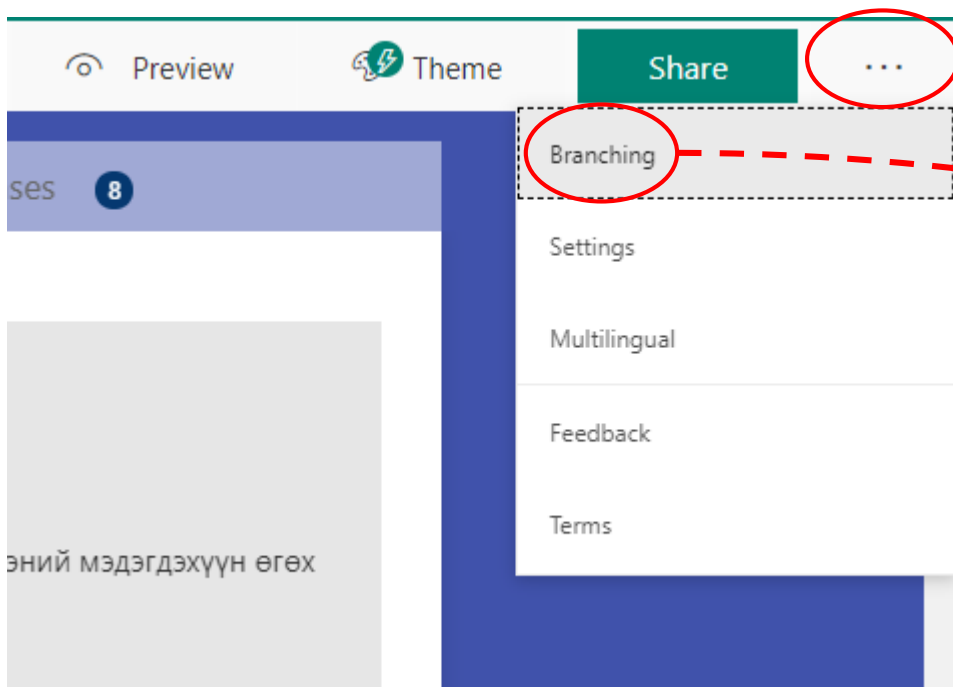 Preview Theme Share ...
Branching
ses 8
Settings
Multilingual
Feedback
Terms
эний мэдэгдэхүүн өгөх